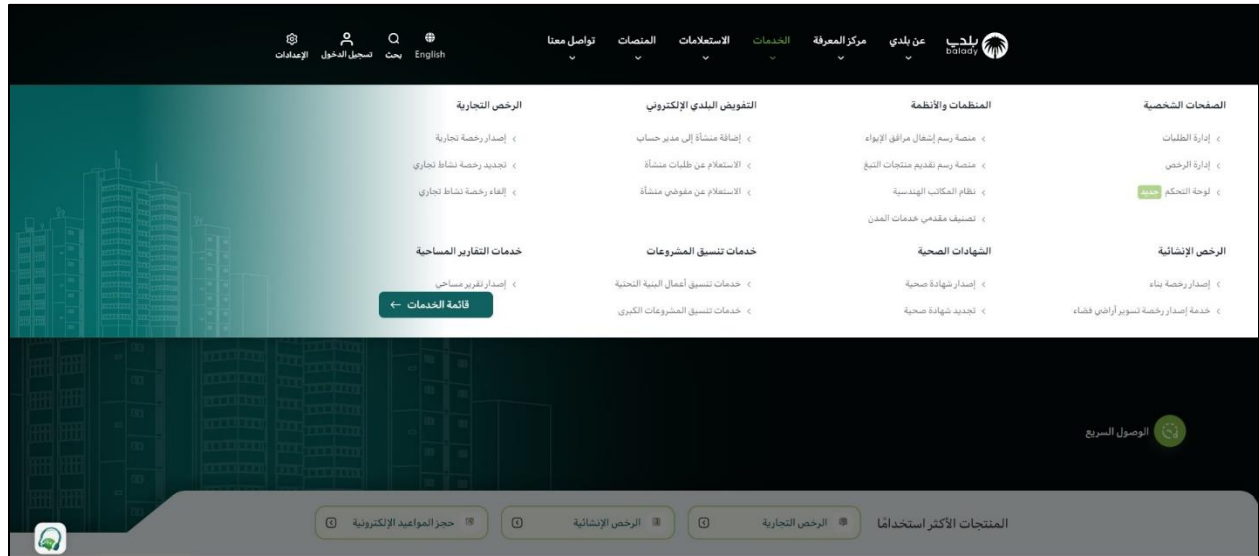 بلدي
balady
عن بلدي
مركز المعرفة
الخدمات
الاستعلامات
المنصات
تواصل معنا
English
بحث
تسجيل الدخول
الإعدادات
الصفحات الشخصية
إدارة الطلبات
إدارة الرخص
لوحة التحكم جديد
المنظمات والأنظمة
منصة رسم إشغال مرافق الإيواء
منصة رسم تقديم منتجات التبغ
نظام المكاتب الهندسية
تصنيف مقدمي خدمات المدن
التفويض البلدي الإلكتروني
إضافة منشأة إلى مدير حساب
الاستعلام عن طلبات منشأة
الاستعلام عن مفوضي منشأة
الرخص التجارية
إصدار رخصة تجارية
تجديد رخصة نشاط تجاري
إلغاء رخصة نشاط تجاري
الرخص الإنشائية
إصدار رخصة بناء
خدمة إصدار رخصة تسوير أراضي فضاء
الشهادات الصحية
إصدار شهادة صحية
تجديد شهادة صحية
خدمات تنسيق المشروعات
خدمات تنسيق أعمال البنية التحتية
خدمات تنسيق المشروعات الكبرى
خدمات التقارير المساحية
إصدار تقرير مساحي
قائمة الخدمات
الوصول السريع
المنتجات الأكثر استخدامًا
الرخص التجارية
الرخص الإنشائية
حجز المواعيد الإلكترونية